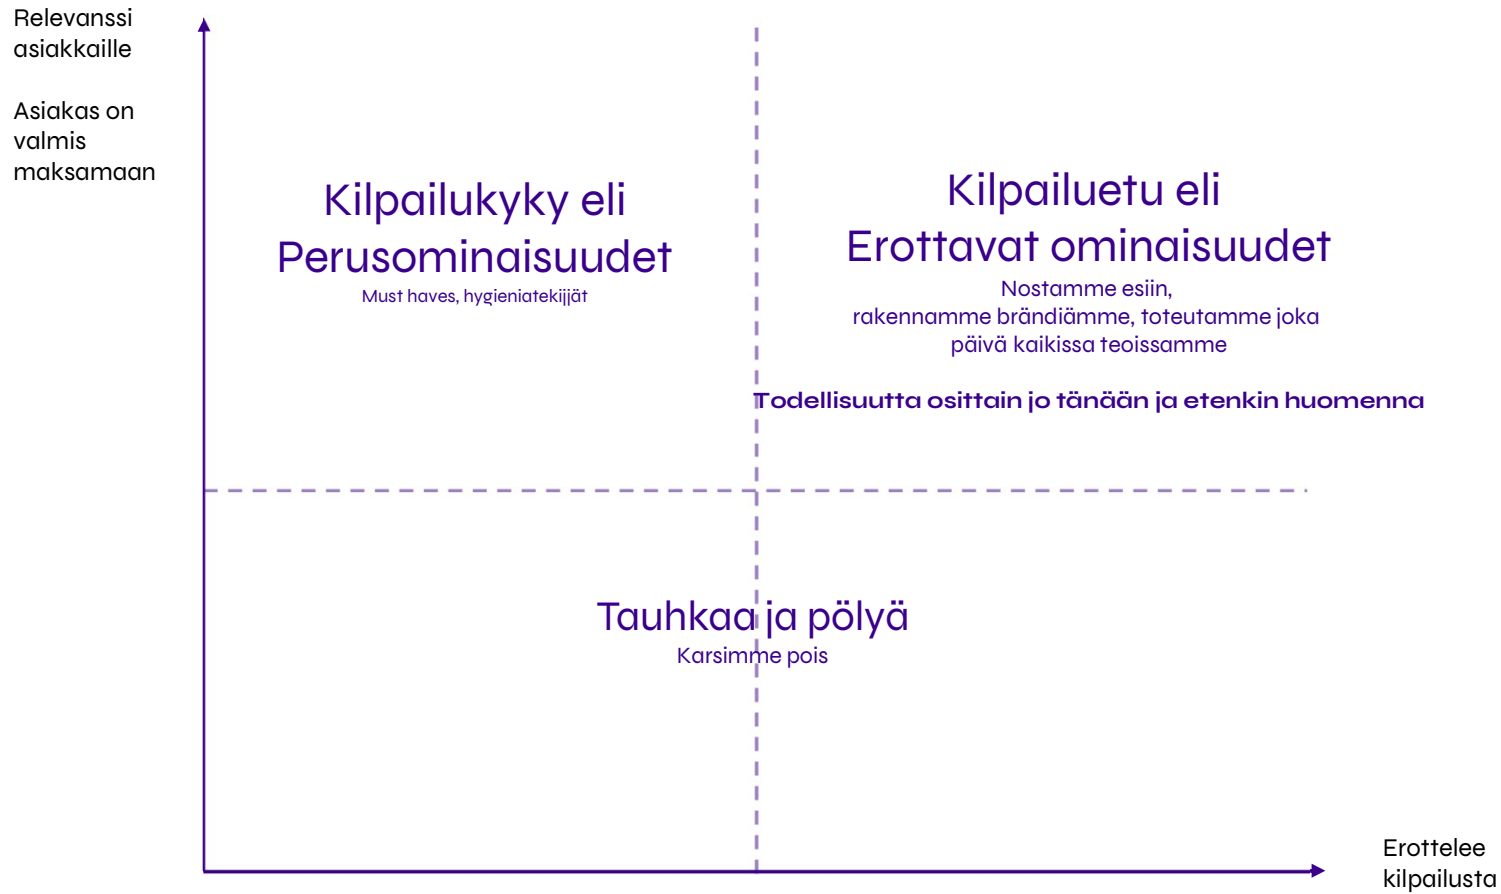 Relevanssi
asiakkaille
Asiakas on
valmis
maksamaan
Kilpailukyky eli
Perusominaisuudet
Must haves, hygieniatekijjät
Kilpailuetu eli
Erottavat ominaisuudet
Nostamme esiin,
rakennamme brändiämme, toteutamme joka
päivä kaikissa teoissamme
Todellisuutta osittain jo tänään ja etenkin huomenna
Tauhkaa ja pölyä
Karsimme pois
Erottelee
kilpailusta